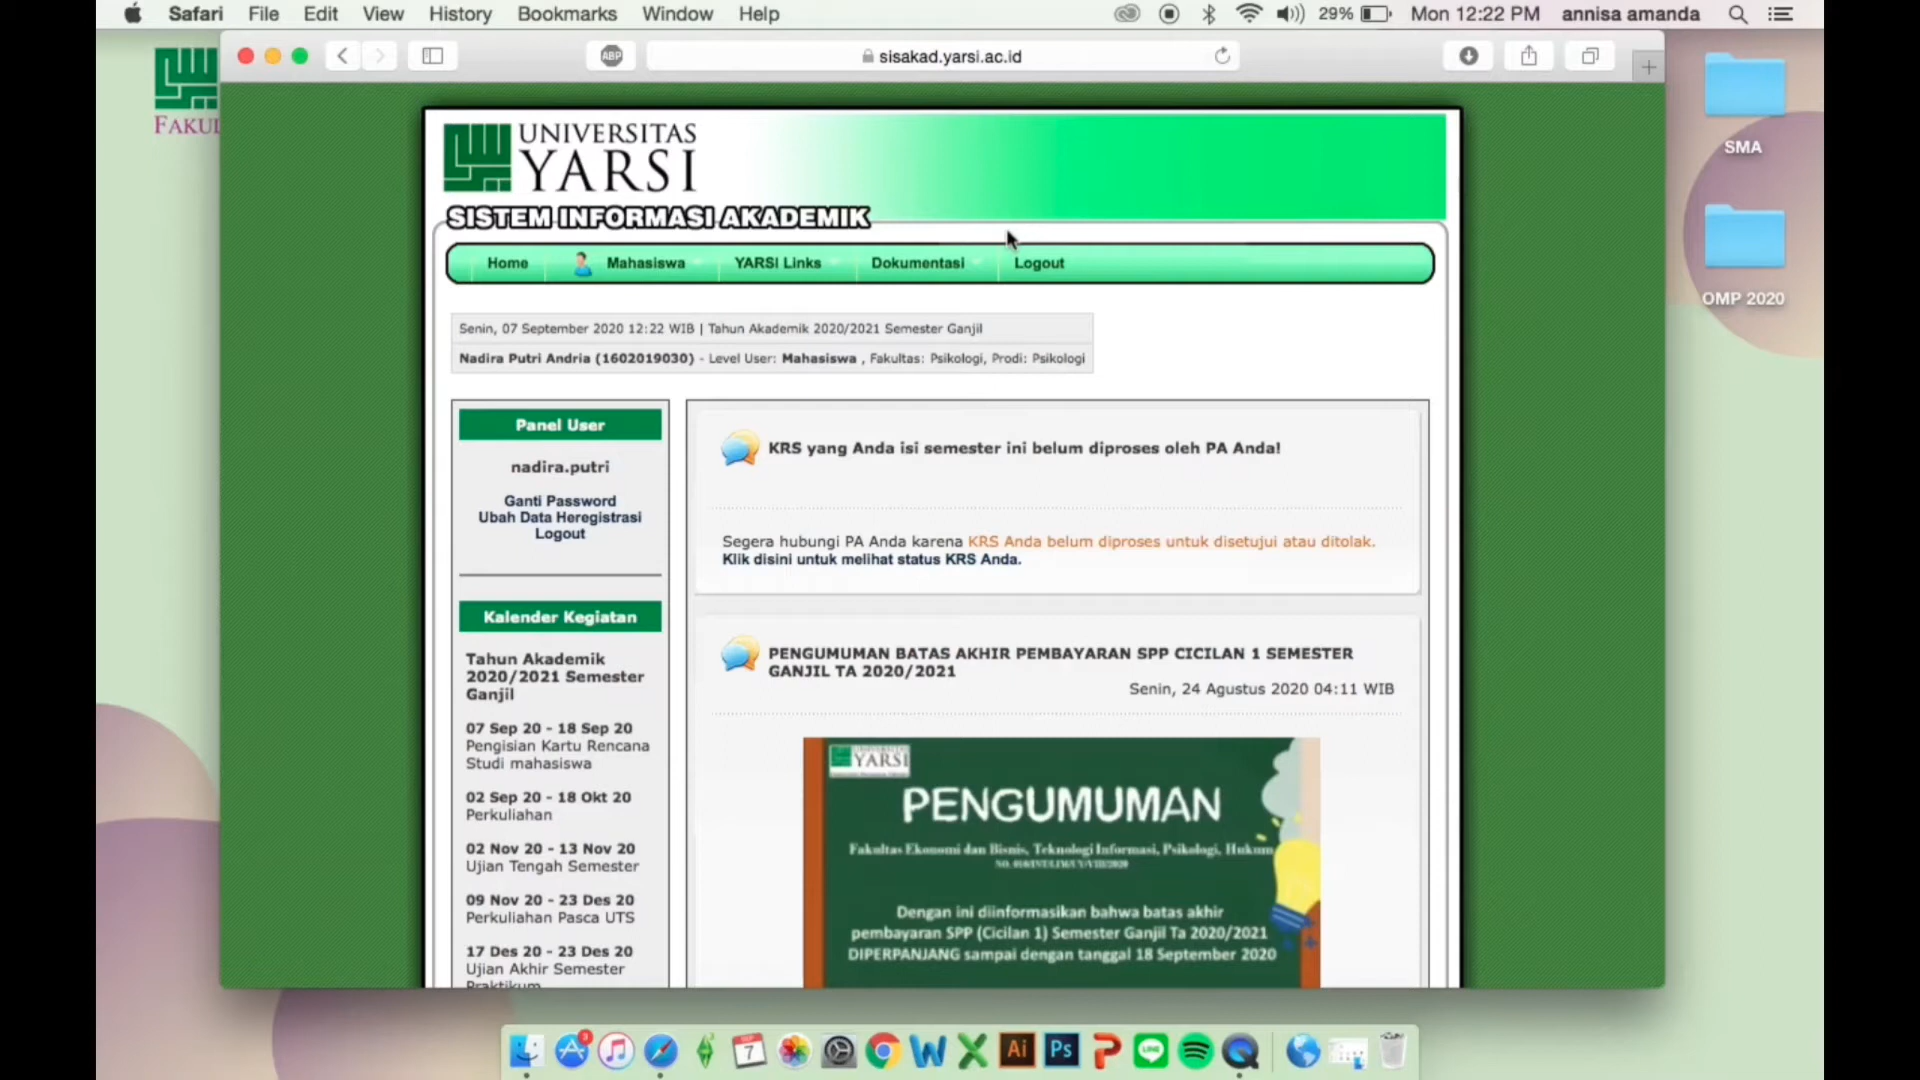 Safari File Edit View History Bookmarks Window Help
29% Mon 12:22 PM annisa amanda
ABP
sisakad.yarsi.ac.id
SMA
OMP 2020
UNIVERSITAS
YARSI
SISTEM INFORMASI AKADEMIK
Home Mahasiswa YARSI Links Dokumentasi Logout
Senin, 07 September 2020 12:22 WIB | Tahun Akademik 2020/2021 Semester Ganjil
Nadira Putri Andria (1602019030) - Level User: Mahasiswa , Fakultas: Psikologi, Prodi: Psikologi
Panel User
nadira.putri
Ganti Password
Ubah Data Heregistrasi
Logout
Kalender Kegiatan
Tahun Akademik
2020/2021 Semester
Ganjil
07 Sep 20 - 18 Sep 20
Pengisian Kartu Rencana
Studi mahasiswa
02 Sep 20 - 18 Okt 20
Perkuliahan
02 Nov 20 - 13 Nov 20
Ujian Tengah Semester
09 Nov 20 - 23 Des 20
Perkuliahan Pasca UTS
17 Des 20 - 23 Des 20
Ujian Akhir Semester
Praktikum
KRS yang Anda isi semester ini belum diproses oleh PA Anda!
Segera hubungi PA Anda karena KRS Anda belum diproses untuk disetujui atau ditolak.
Klik disini untuk melihat status KRS Anda.
PENGUMUMAN BATAS AKHIR PEMBAYARAN SPP CICILAN 1 SEMESTER
GANJIL TA 2020/2021
Senin, 24 Agustus 2020 04:11 WIB
UNIVERSITAS
YARSI
PENGUMUMAN
Fakultas Ekonomi dan Bisnis, Teknologi Informasi, Psikologi, Hukum
Dengan ini diinformasikan bahwa batas akhir
pembayaran SPP (Cicilan 1) Semester Ganjil Ta 2020/2021
DIPERPANJANG sampai dengan tanggal 18 September 2020
3
SEP
7
Ai
Ps
LINE